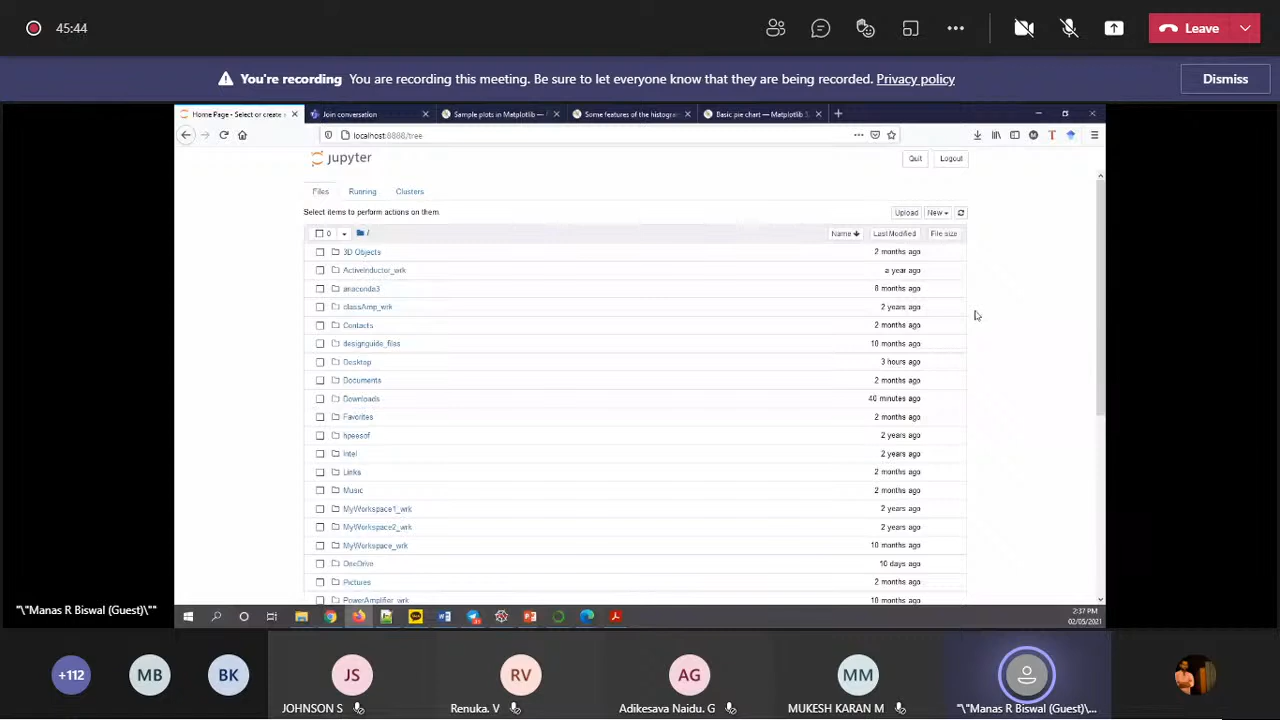 45:44
Leave
You're recording You are recording this meeting. Be sure to let everyone know that they are being recorded. Privacy policy
Dismiss
Home Page - Select or create
Join conversation
Sample plots in Matplotlib —
Some features of the histogram
Basic pie chart — Matplotlib 3.
localhost:8888/tree
jupyter
Quit
Logout
Files
Running
Clusters
Select items to perform actions on them.
Upload
New
0
/
Name
Last Modified
File size
3D Objects
2 months ago
ActiveInductor_wrk
a year ago
anaconda3
8 months ago
classAmp_wrk
2 years ago
Contacts
2 months ago
designguide_files
10 months ago
Desktop
3 hours ago
Documents
2 months ago
Downloads
40 minutes ago
Favorites
2 months ago
hpeesof
2 years ago
Intel
2 years ago
Links
2 months ago
Music
2 months ago
MyWorkspace1_wrk
2 years ago
MyWorkspace2_wrk
2 years ago
MyWorkspace_wrk
10 months ago
OneDrive
10 days ago
Pictures
2 months ago
PowerAmplifier_wrk
10 months ago
"\"Manas R Biswal (Guest)\""
2:37 PM
02/05/2021
+112
MB
BK
JS
JOHNSON S
RV
Renuka. V
AG
Adikesava Naidu. G
MM
MUKESH KARAN M
"\"Manas R Biswal (Guest)\...